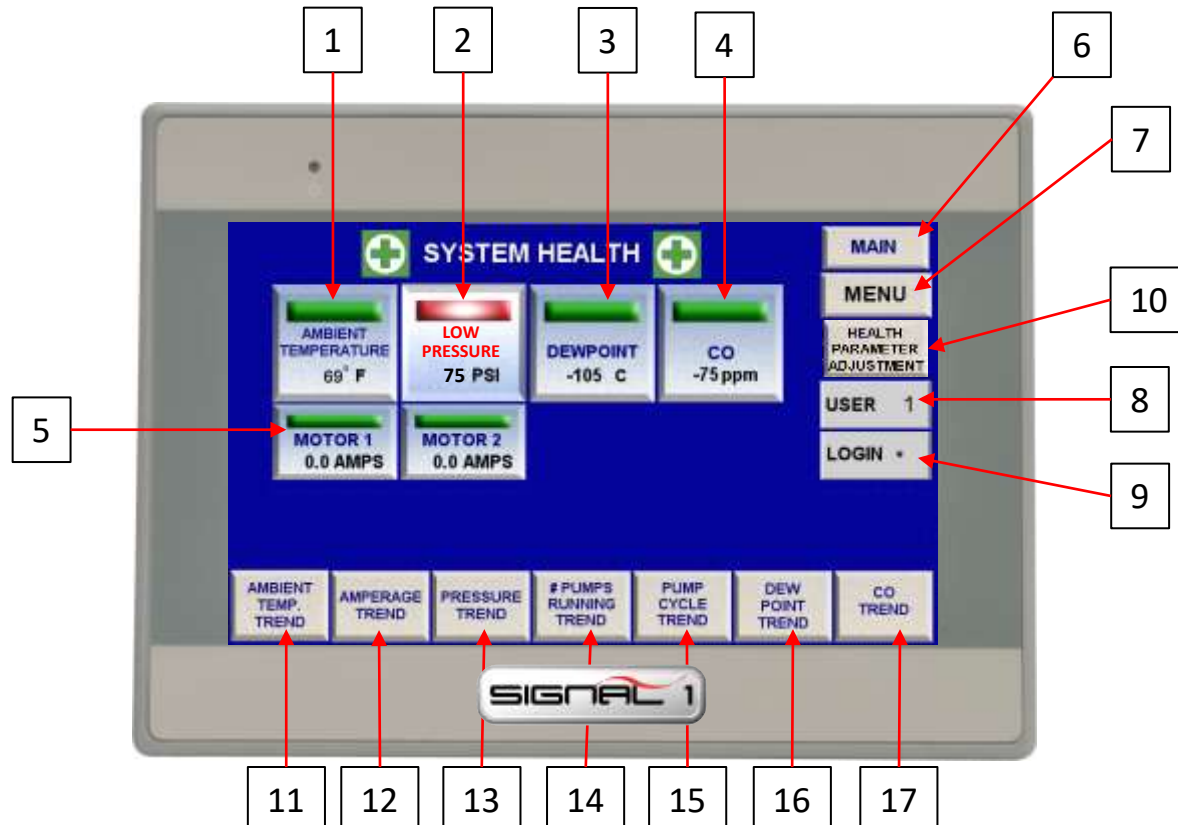 1
2
3
4
6
7
SYSTEM HEALTH
MAIN
MENU
10
AMBIENT
TEMPERATURE
69° F
LOW
PRESSURE
75 PSI
DEWPOINT
-105 C
CO
-75 ppm
HEALTH
PARAMETER
ADJUSTMENT
5
MOTOR 1
0.0 AMPS
MOTOR 2
0.0 AMPS
USER 1
8
LOGIN
9
AMBIENT
TEMP.
TREND
AMPERAGE
TREND
PRESSURE
TREND
# PUMPS
RUNNING
TREND
PUMP
CYCLE
TREND
DEW
POINT
TREND
CO
TREND
SIGNAL 1
11
12
13
14
15
16
17